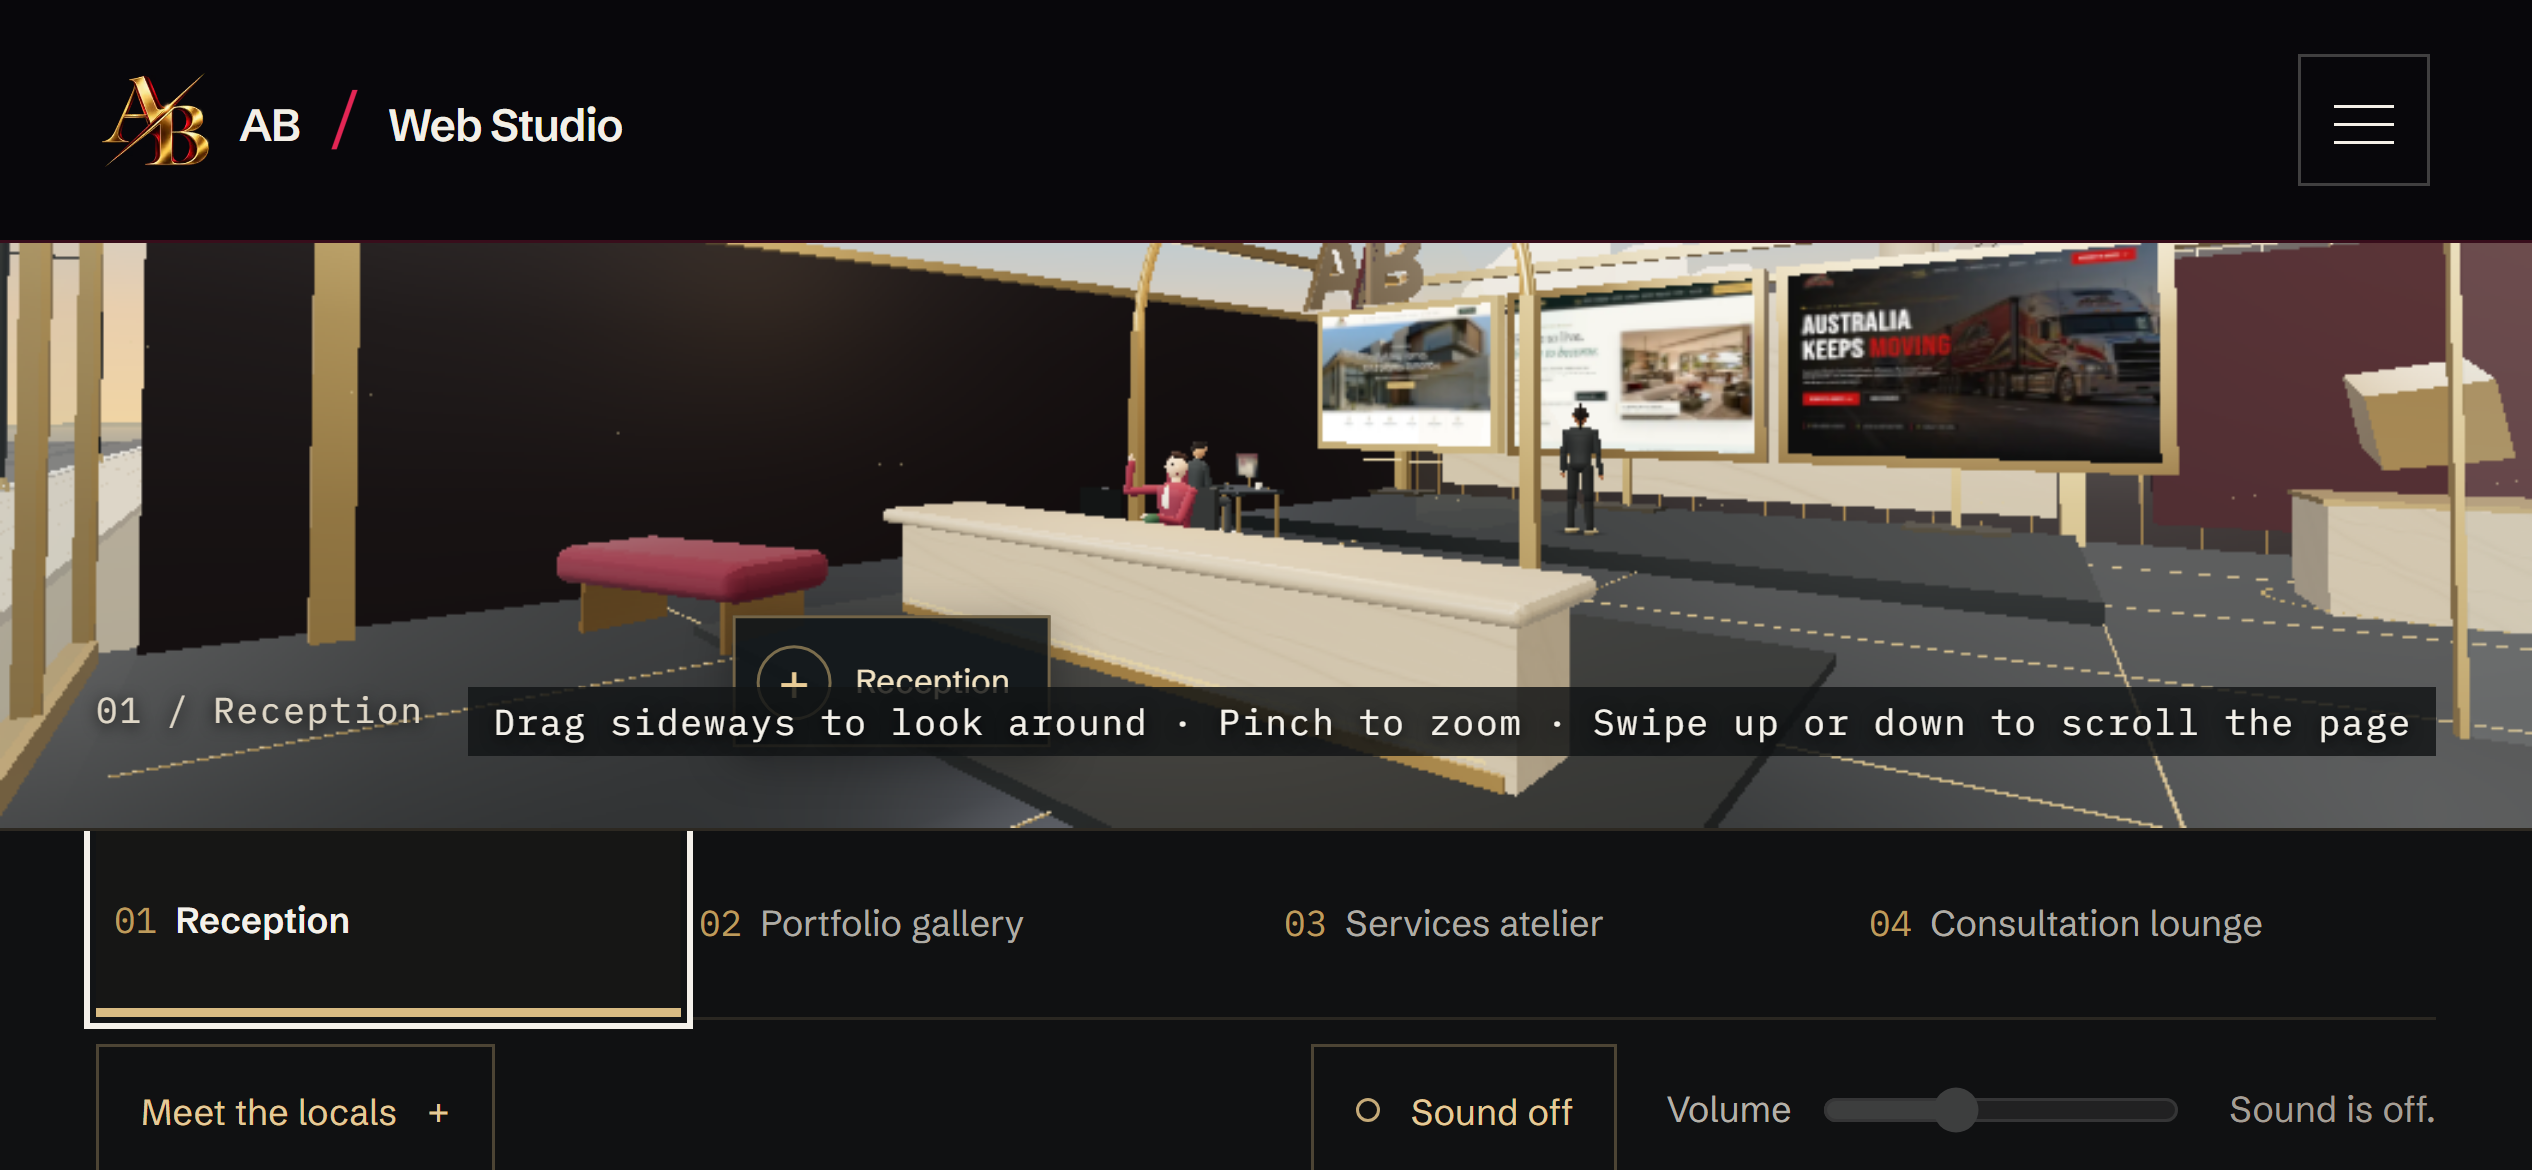 AB / Web Studio
AB
AUSTRALIA
KEEPS MOVING
+ Reception
01 / Reception
Drag sideways to look around · Pinch to zoom · Swipe up or down to scroll the page
01 Reception
02 Portfolio gallery
03 Services atelier
04 Consultation lounge
Meet the locals +
Sound off
Volume
Sound is off.